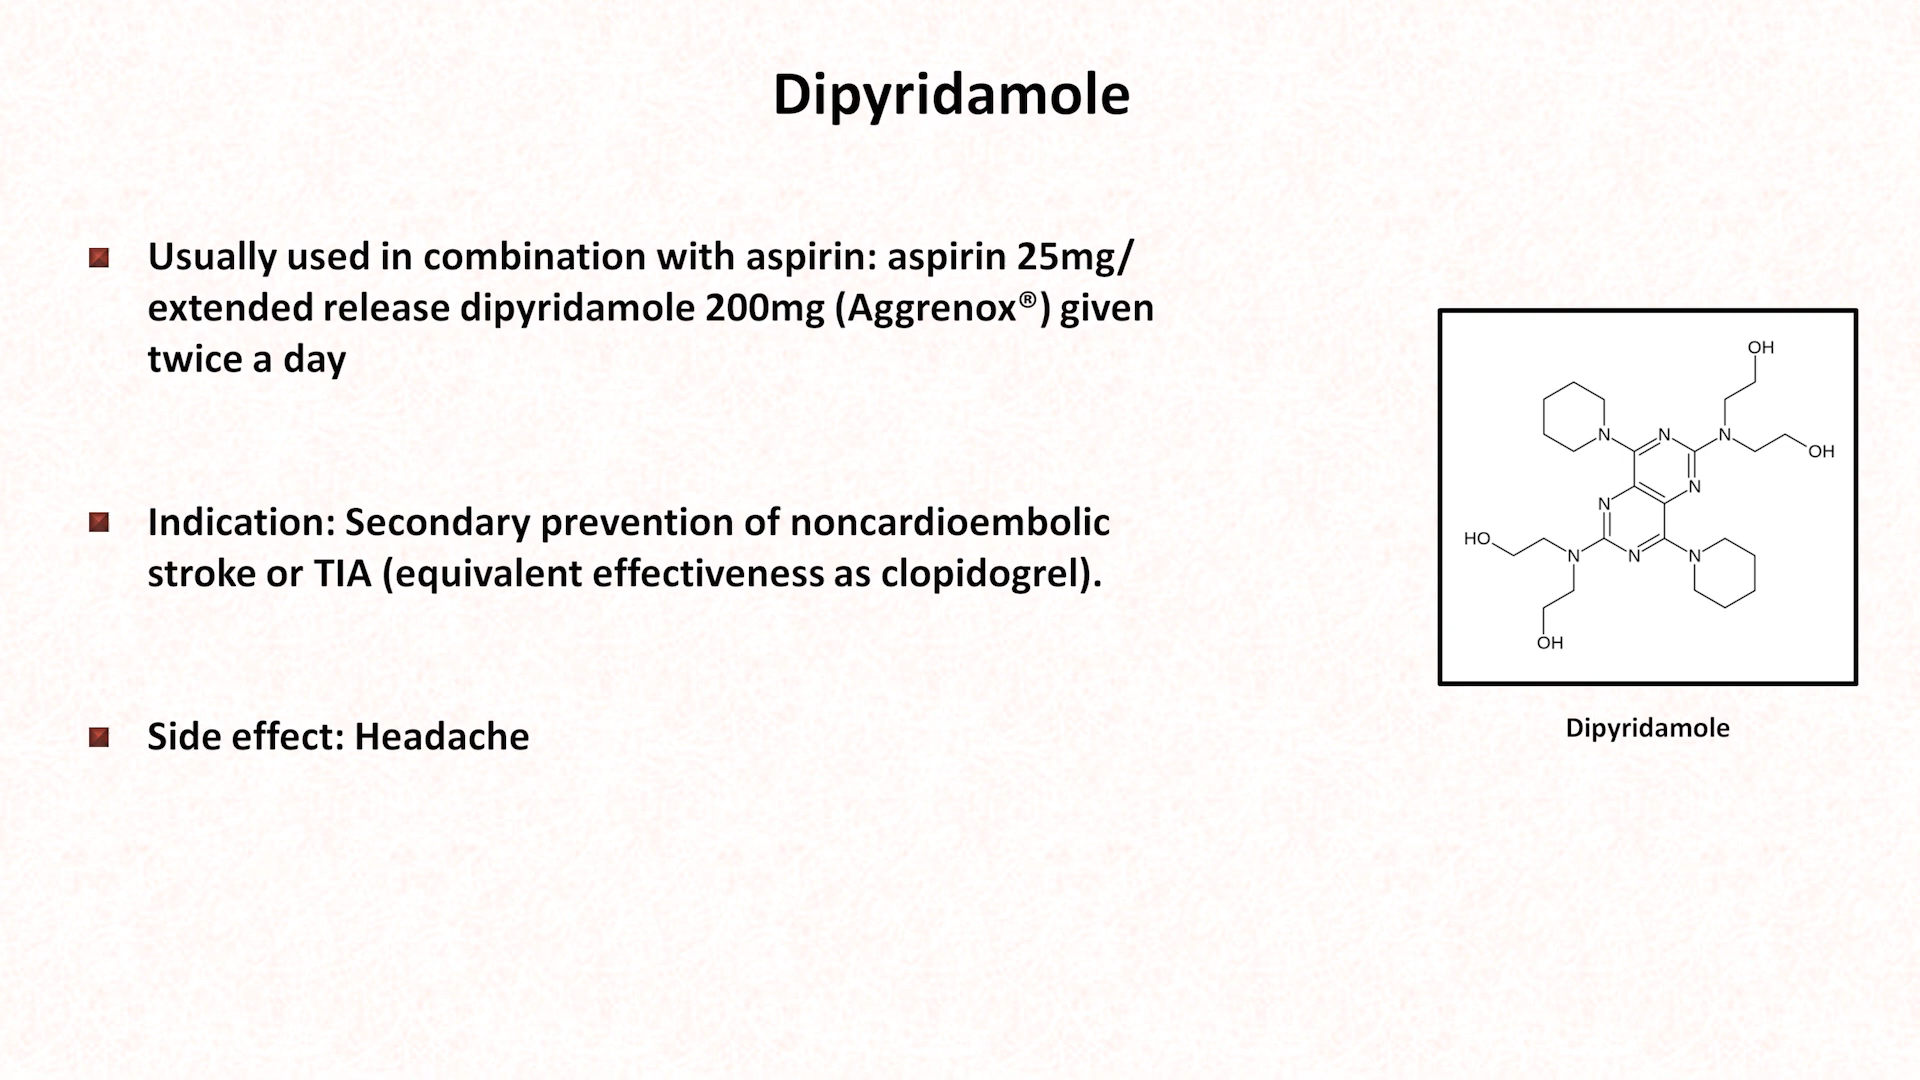 Dipyridamole
Usually used in combination with aspirin: aspirin 25mg/
extended release dipyridamole 200mg (Aggrenox®) given
twice a day
Indication: Secondary prevention of noncardioembolic
stroke or TIA (equivalent effectiveness as clopidogrel).
Side effect: Headache
OH
N
N
N
OH
N
N
HO
N
N
N
OH
Dipyridamole